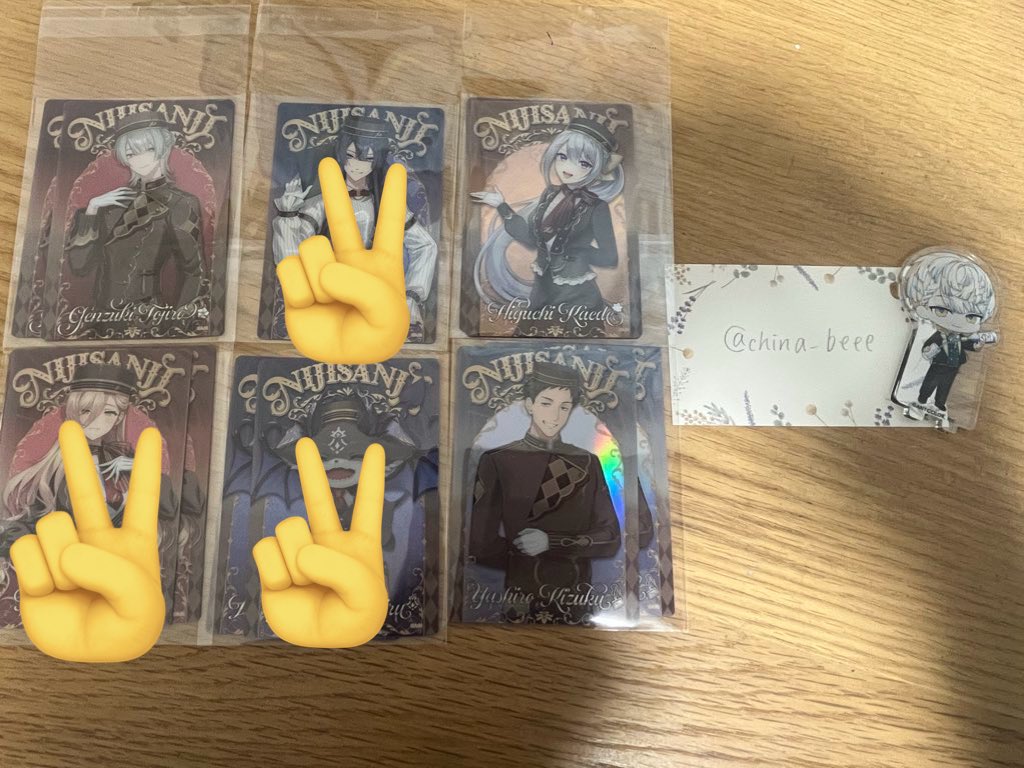 NIJISANJI
Genzuki Tojiro
NIJISANJI
NIJISANJI
Higuchi Kaede
@china_beee
NIJISANJI
NIJISANJI
NIJISANJI
Yashiro Kizuku